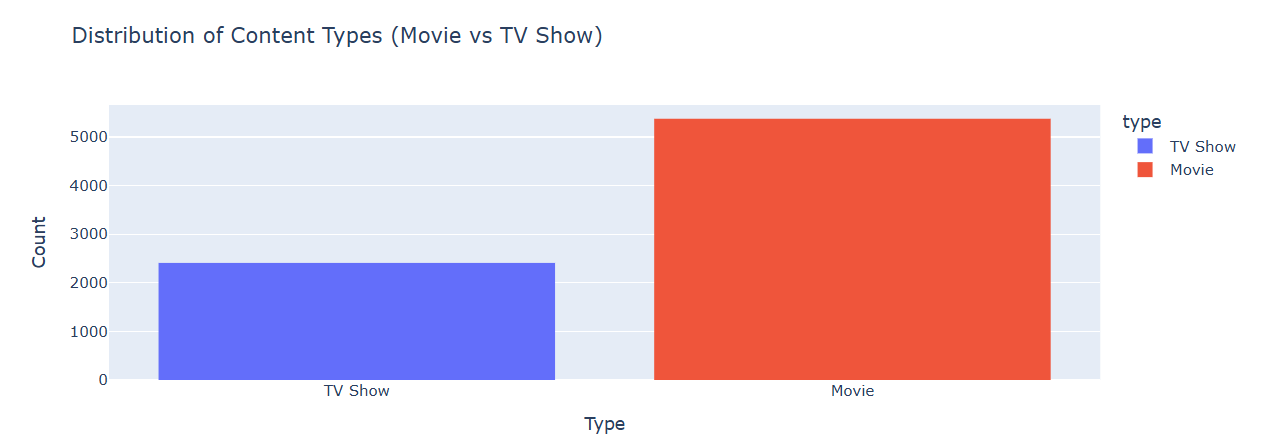 Distribution of Content Types (Movie vs TV Show)
type
TV Show
Movie
Count
5000
4000
3000
2000
1000
0
TV Show Movie
Type